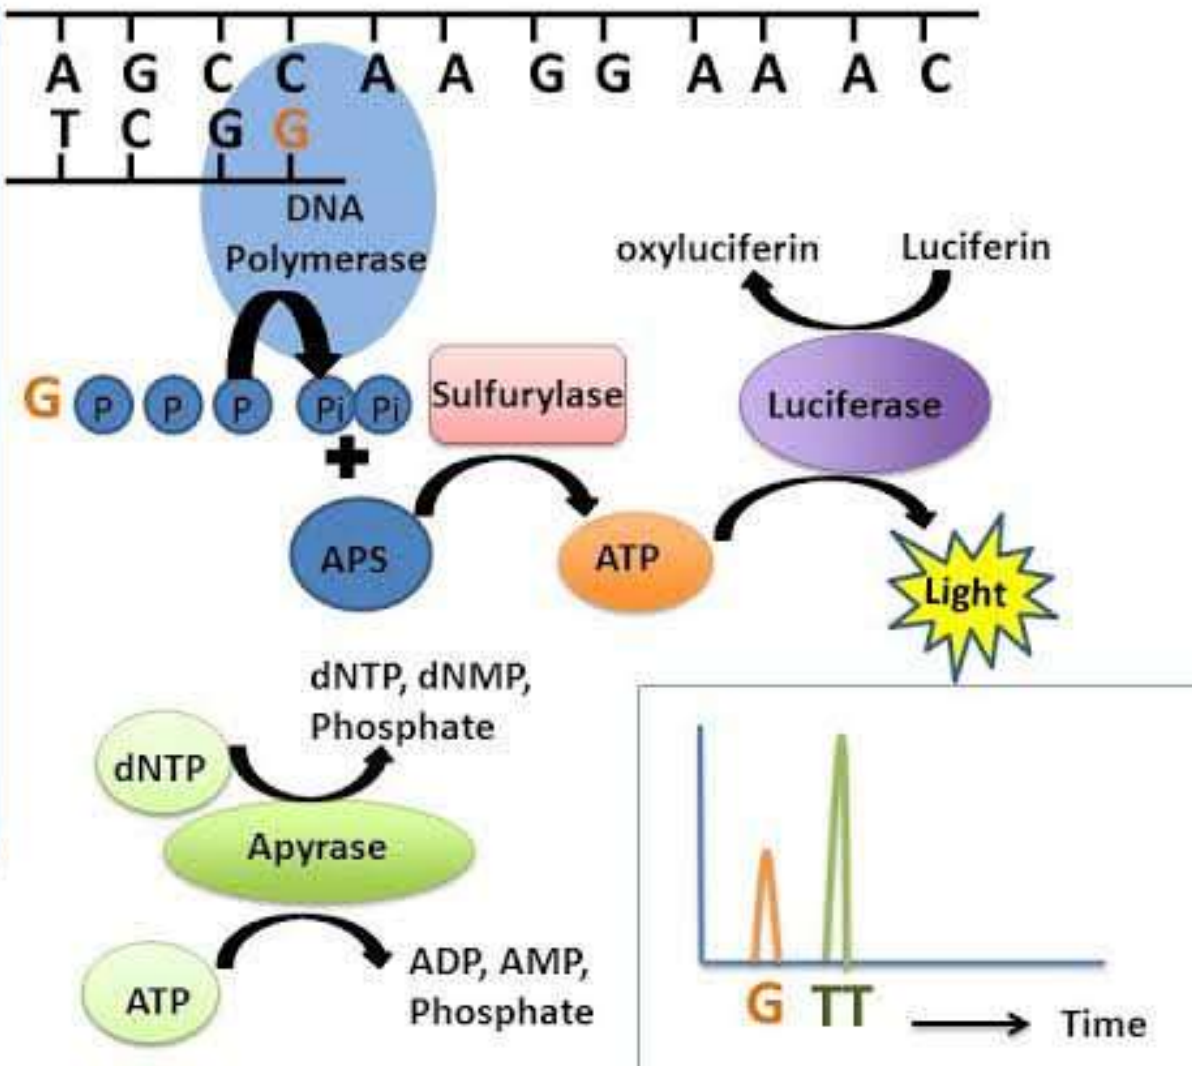 A G C C A A G G A A A C
T C G G
DNA
Polymerase
oxyluciferin Luciferin
G P P P Pi Pi Sulfurylase Luciferase
+
APS ATP Light
dNTP, dNMP,
Phosphate
dNTP
Apyrase
ATP
ADP, AMP,
Phosphate
G TT Time